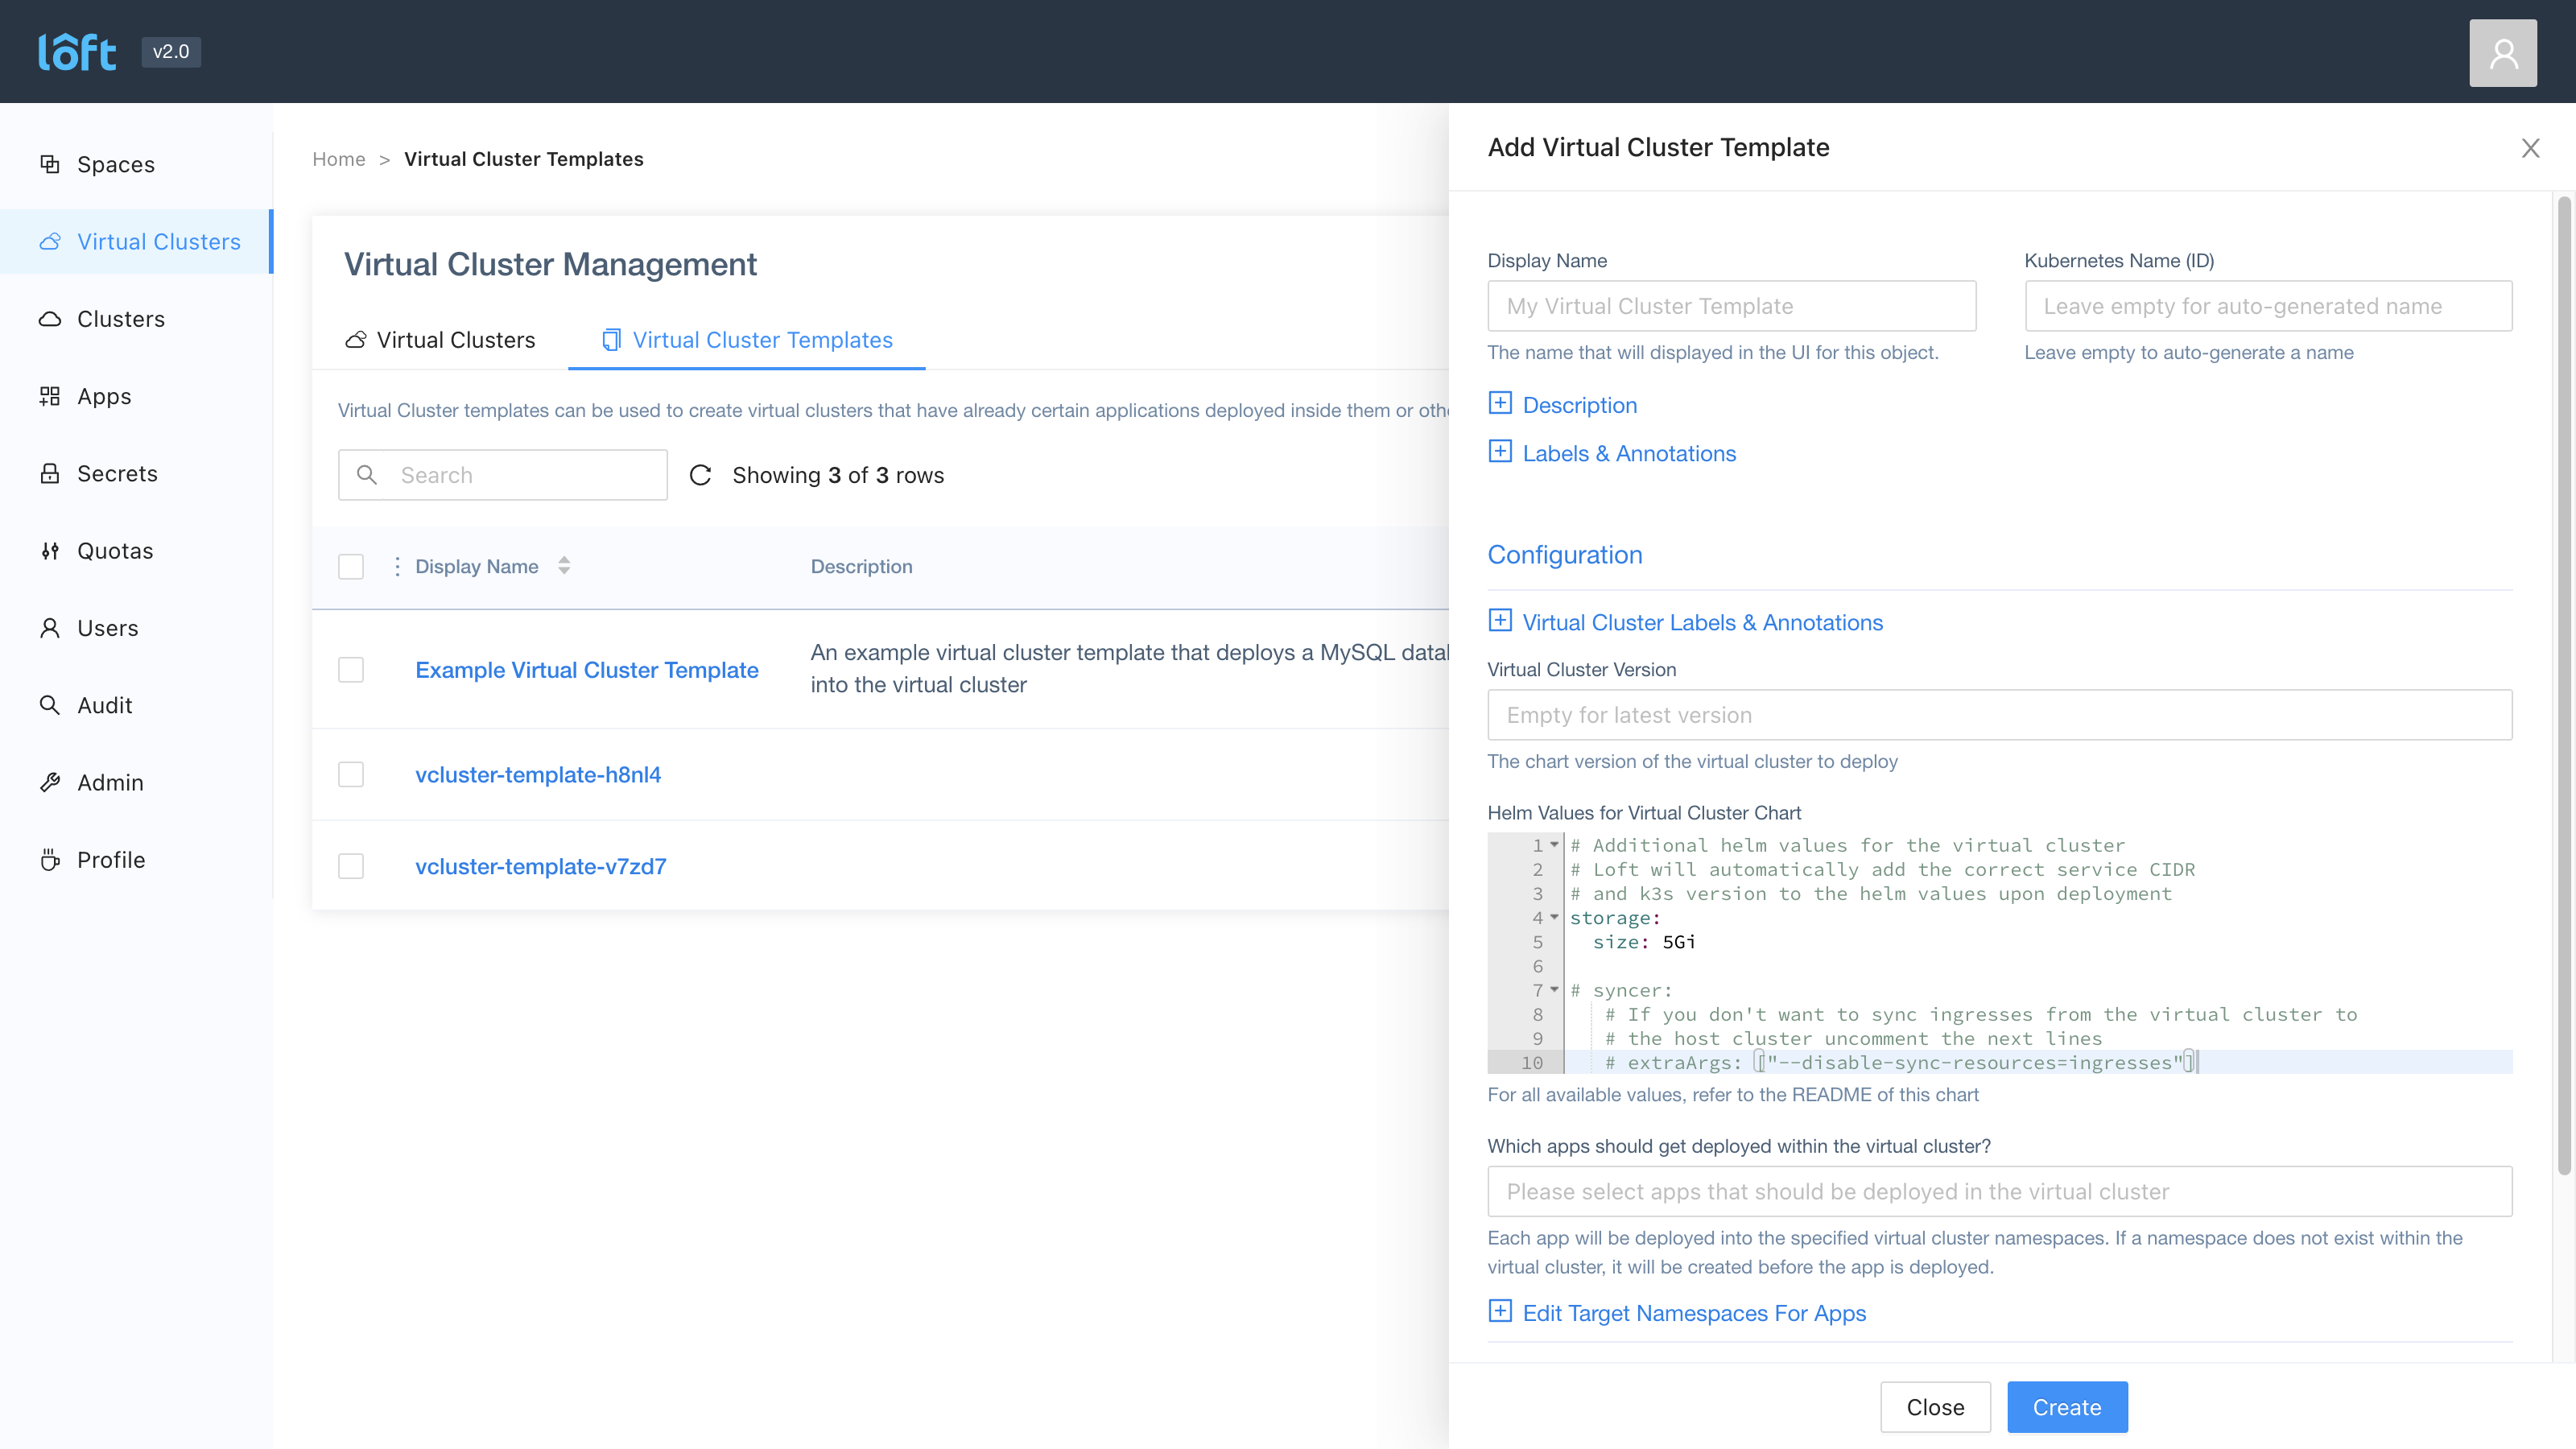 loft v2.0
Spaces
Virtual Clusters
Clusters
Apps
Secrets
Quotas
Users
Audit
Admin
Profile
Home > Virtual Cluster Templates
Virtual Cluster Management
Virtual Clusters
Virtual Cluster Templates
Virtual Cluster templates can be used to create virtual clusters that have already certain applications deployed inside them or
Search
Showing 3 of 3 rows
Display Name
Description
Example Virtual Cluster Template
An example virtual cluster template that deploys a MySQL
into the virtual cluster
vcluster-template-h8nl4
vcluster-template-v7zd7
Add Virtual Cluster Template
Display Name
My Virtual Cluster Template
The name that will displayed in the UI for this object.
Kubernetes Name (ID)
Leave empty for auto-generated name
Leave empty to auto-generate a name
Description
Labels & Annotations
Configuration
Virtual Cluster Labels & Annotations
Virtual Cluster Version
Empty for latest version
The chart version of the virtual cluster to deploy
Helm Values for Virtual Cluster Chart
1 # Additional helm values for the virtual cluster
2 # Loft will automatically add the correct service CIDR
3 # and k3s version to the helm values upon deployment
4 storage:
5 size: 5Gi
6
7 # syncer:
8 # If you don't want to sync ingresses from the virtual cluster to
9 # the host cluster uncomment the next lines
10 # extraArgs: ["--disable-sync-resources=ingresses"]
For all available values, refer to the README of this chart
Which apps should get deployed within the virtual cluster?
Please select apps that should be deployed in the virtual cluster
Each app will be deployed into the specified virtual cluster namespaces. If a namespace does not exist within the
virtual cluster, it will be created before the app is deployed.
Edit Target Namespaces For Apps
Close
Create